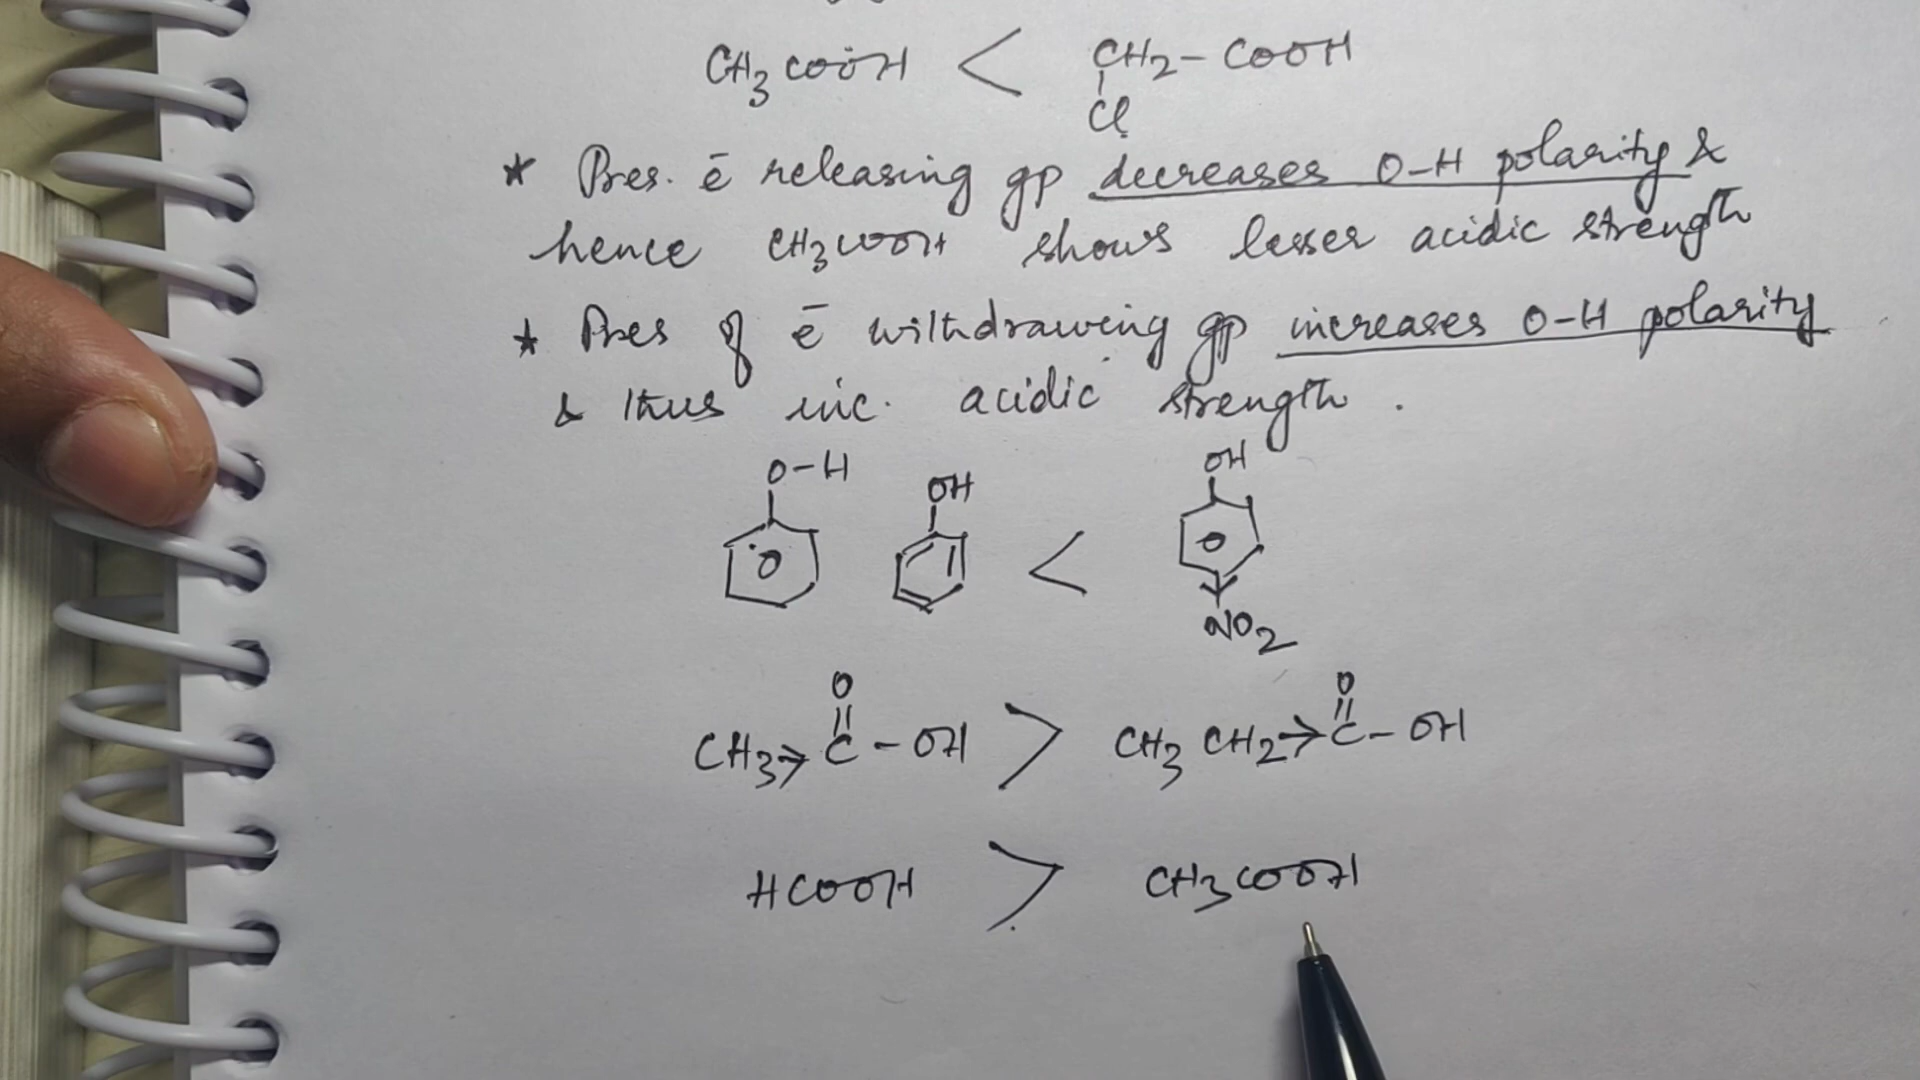 CH3COOH < CH2-COOH
Cl
* Pres. ē releasing gp decreases O-H polarity &
hence CH3COOH shows lesser acidic strength
* Pres of ē withdrawing gp increases O-H polarity
& thus inc. acidic strength.
O-H OH < OH
NO2
O O
CH3→C-OH > CH3CH2→C-OH
HCOOH > CH3COOH